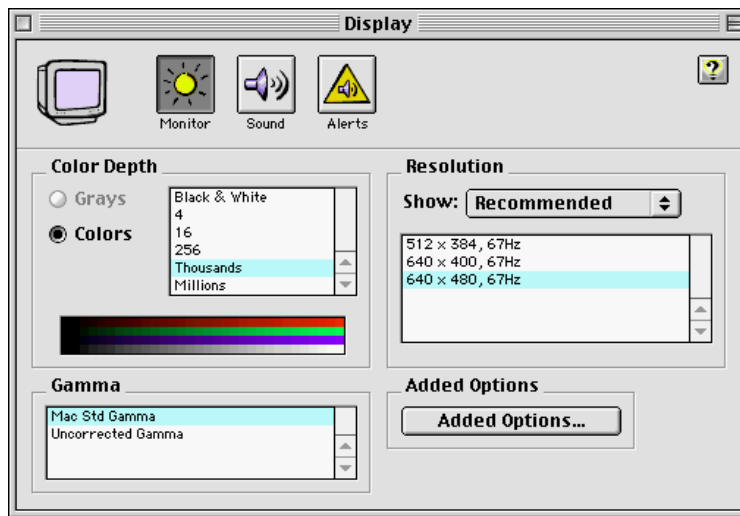 Display
Monitor
Sound
Alerts
?
Color Depth
Grays
Colors
Black & White
4
16
256
Thousands
Millions
Resolution
Show: Recommended
512 x 384, 67Hz
640 x 400, 67Hz
640 x 480, 67Hz
Gamma
Mac Std Gamma
Uncorrected Gamma
Added Options
Added Options...